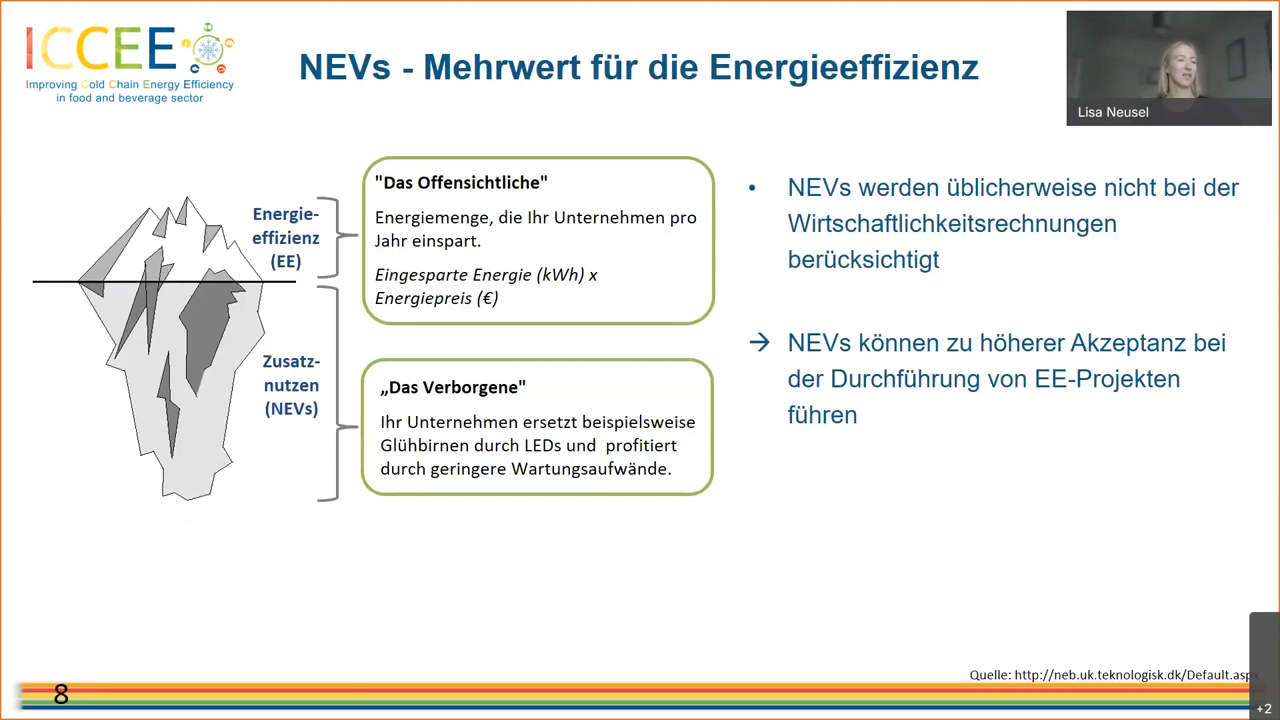 ICCEE
Improving Cold Chain Energy Efficiency
in food and beverage sector
NEVs - Mehrwert für die Energieeffizienz
Lisa Neusel
Energie-
effizienz
(EE)
Zusatz-
nutzen
(NEVs)
"Das Offensichtliche"
Energiemenge, die Ihr Unternehmen pro
Jahr einspart.
Eingesparte Energie (kWh) x
Energiepreis (€)
„Das Verborgene"
Ihr Unternehmen ersetzt beispielsweise
Glühbirnen durch LEDs und profitiert
durch geringere Wartungsaufwände.
• NEVs werden üblicherweise nicht bei der
Wirtschaftlichkeitsrechnungen
berücksichtigt
→ NEVs können zu höherer Akzeptanz bei
der Durchführung von EE-Projekten
führen
Quelle: http://neb.uk.teknologisk.dk/Default.aspx
8
+2